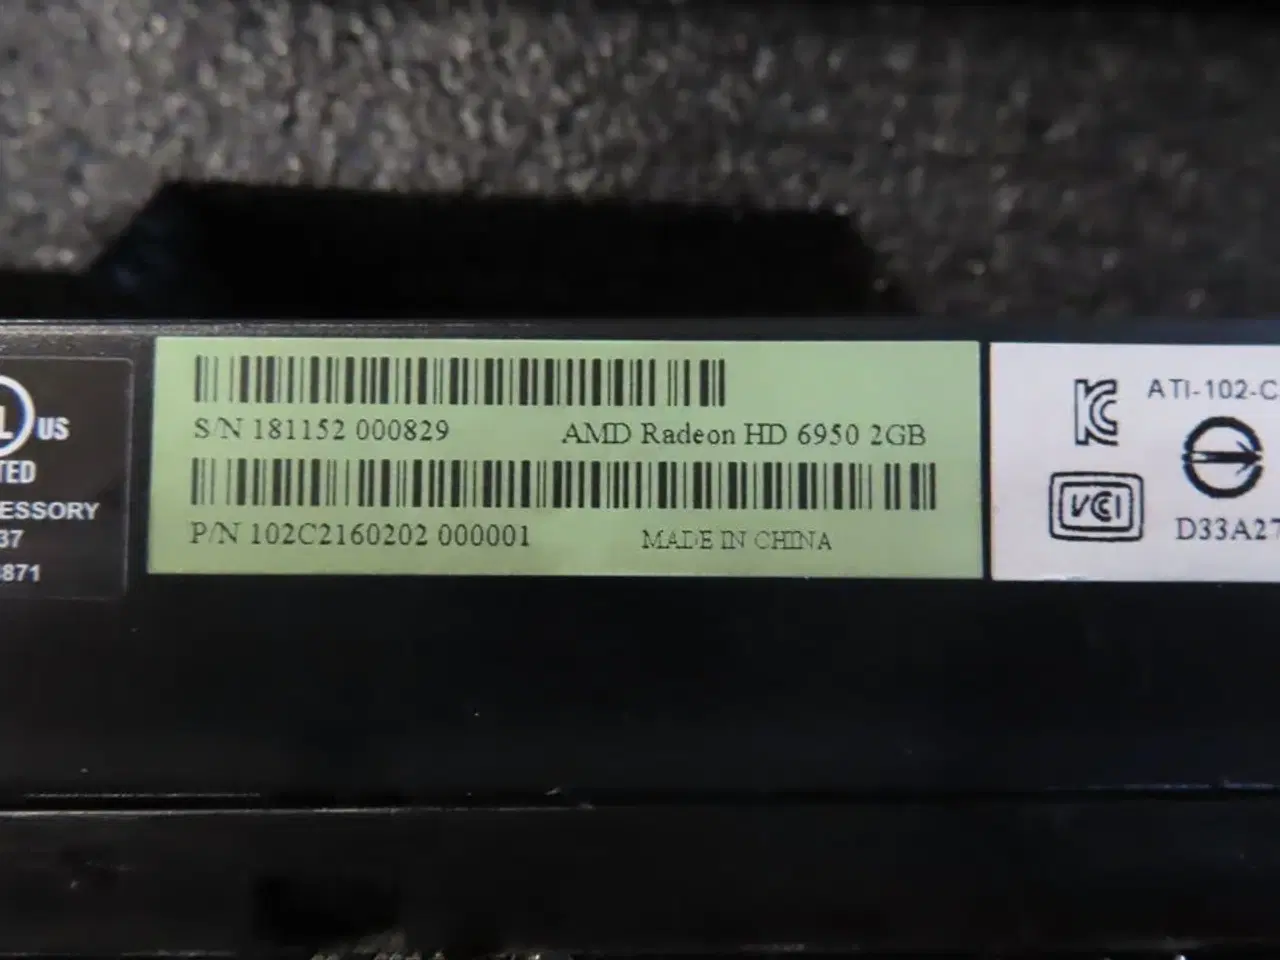 L US
TED
ESSORY
37
871
S/N 181152 000829
AMD Radeon HD 6950 2GB
P/N 102C2160202 000001
MADE IN CHINA
ATI-102-C
VCI
D33A27